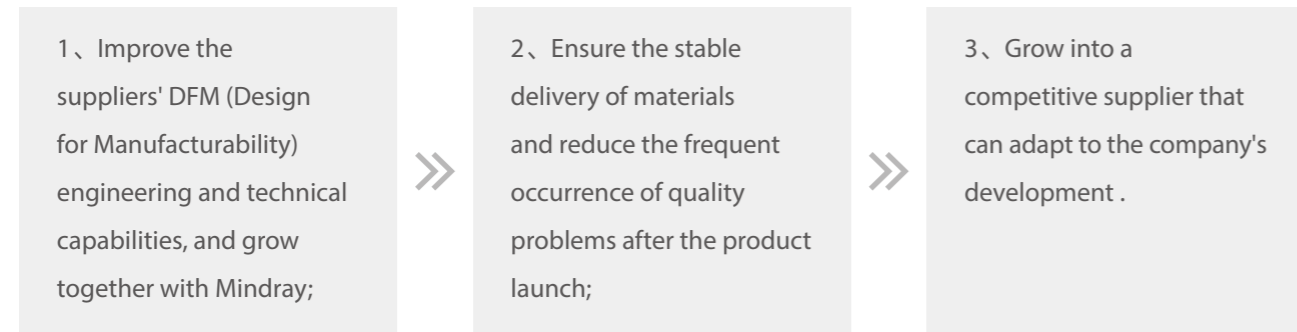 1、Improve the
suppliers' DFM (Design
for Manufacturability)
engineering and technical
capabilities, and grow
together with Mindray;
2、Ensure the stable
delivery of materials
and reduce the frequent
occurrence of quality
problems after the product
launch;
3、Grow into a
competitive supplier that
can adapt to the company's
development .